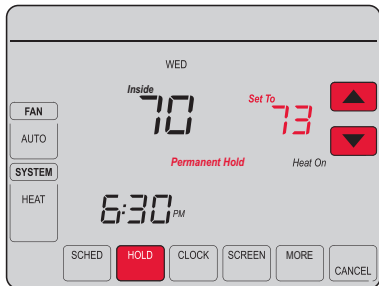 WED
Inside
70
Set To
73
FAN
AUTO
Permanent Hold
Heat On
SYSTEM
HEAT
6:30 PM
SCHED
HOLD
CLOCK
SCREEN
MORE
CANCEL